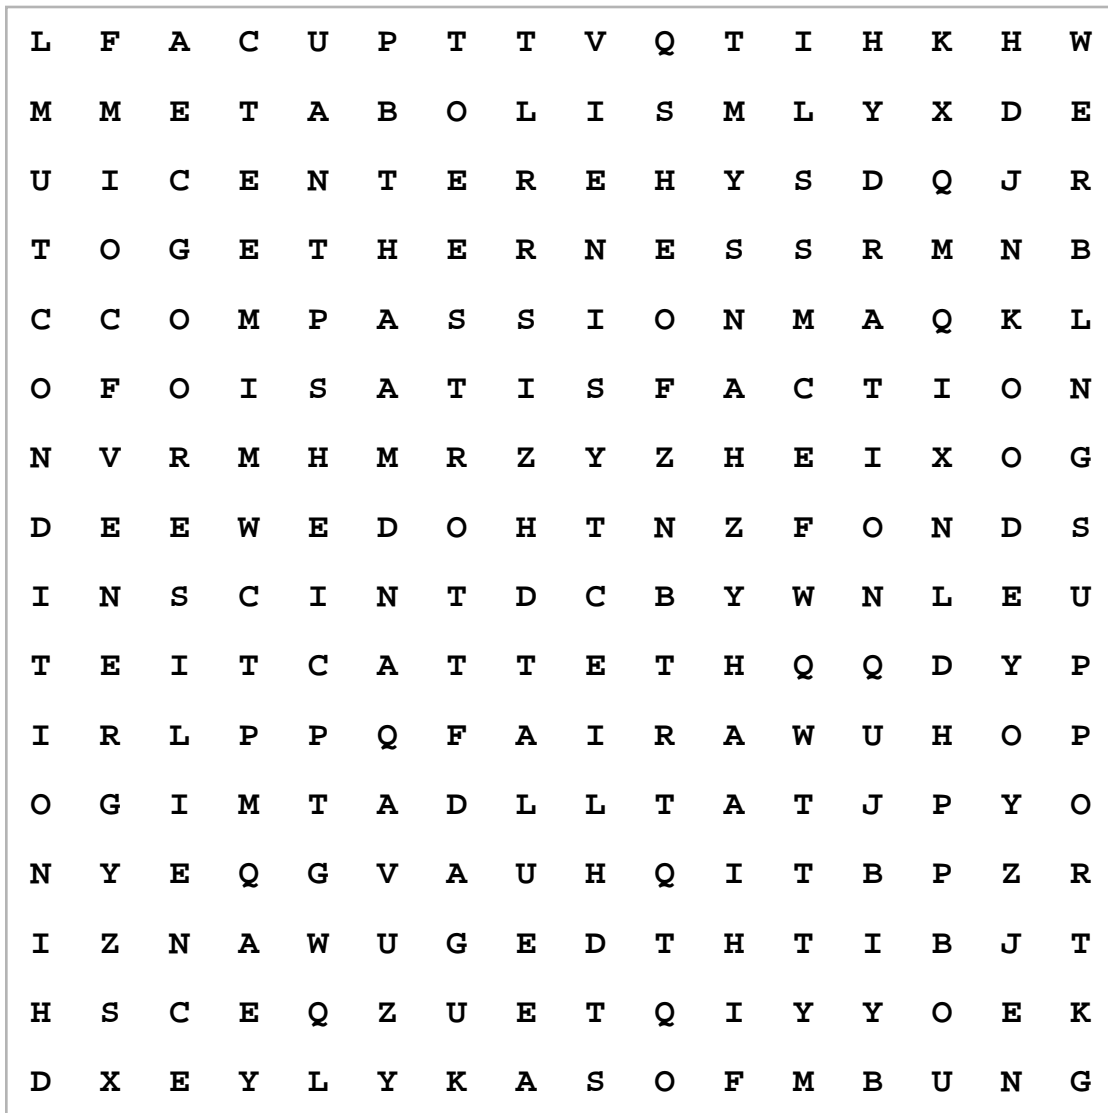 L F A C U P T T V Q T I H K H W
M M E T A B O L I S M L Y X D E
U I C E N T E R E H Y S D Q J R
T O G E T H E R N E S S R M N B
C C O M P A S S I O N M A Q K L
O F O I S A T I S F A C T I O N
N V R M H M R Z Y Z H E I X O G
D E E W E D O H T N Z F O N D S
I N S C I N T D C B Y W N L E U
T E I T C A T T E T H Q Q D Y P
I R L P P Q F A I R A W U H O P
O G I M T A D L L T A T J P Y O
N Y E Q G V A U H Q I T B P Z R
I Z N A W U G E D T H T I B J T
H S C E Q Z U E T Q I Y Y O E K
D X E Y L Y K A S O F M B U N G